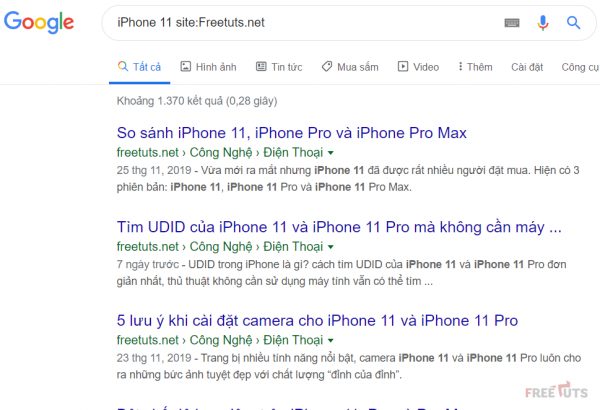 Google
iPhone 11 site:Freetuts.net
Tất cả Hình ảnh Tin tức Mua sắm Video Thêm Cài đặt Công cụ
Khoảng 1.370 kết quả (0,28 giây)
So sánh iPhone 11, iPhone Pro và iPhone Pro Max
freetuts.net › Công Nghệ › Điện Thoại
25 thg 11, 2019 - Vừa mới ra mắt nhưng iPhone 11 đã được rất nhiều người đặt mua. Hiện có 3
phiên bản: iPhone 11, iPhone 11 Pro và iPhone 11 Pro Max.
Tìm UDID của iPhone 11 và iPhone 11 Pro mà không cần máy ...
freetuts.net › Công Nghệ › Điện Thoại
7 ngày trước - UDID trong iPhone là gì? cách tìm UDID của iPhone 11 và iPhone 11 Pro đơn
giản nhất, thủ thuật không cần sử dụng máy tính vẫn có thể tìm ...
5 lưu ý khi cài đặt camera cho iPhone 11 và iPhone 11 Pro
freetuts.net › Công Nghệ › Điện Thoại
23 thg 11, 2019 - Trang bị nhiều tính năng nổi bật, camera iPhone 11 và iPhone 11 Pro luôn cho
ra những bức ảnh tuyệt đẹp với chất lượng “đỉnh của đỉnh”.
FREETUTS